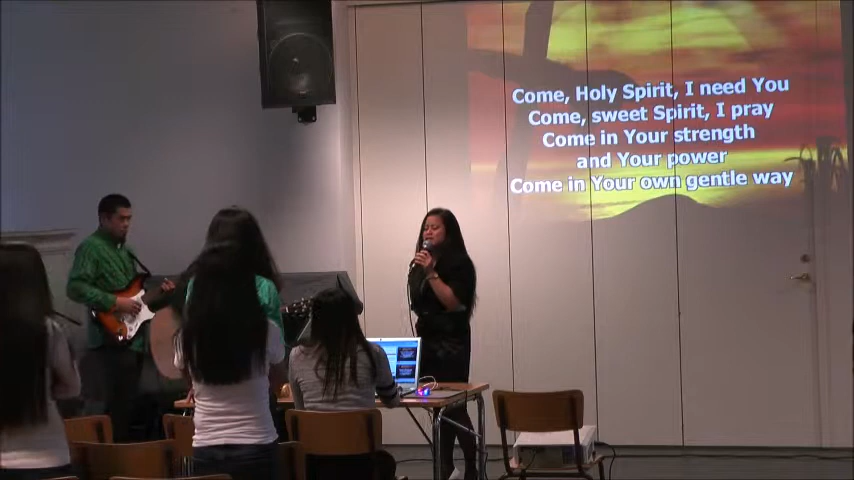 Come, Holy Spirit, I need You
Come, sweet Spirit, I pray
Come in Your strength
and Your power
Come in Your own gentle way